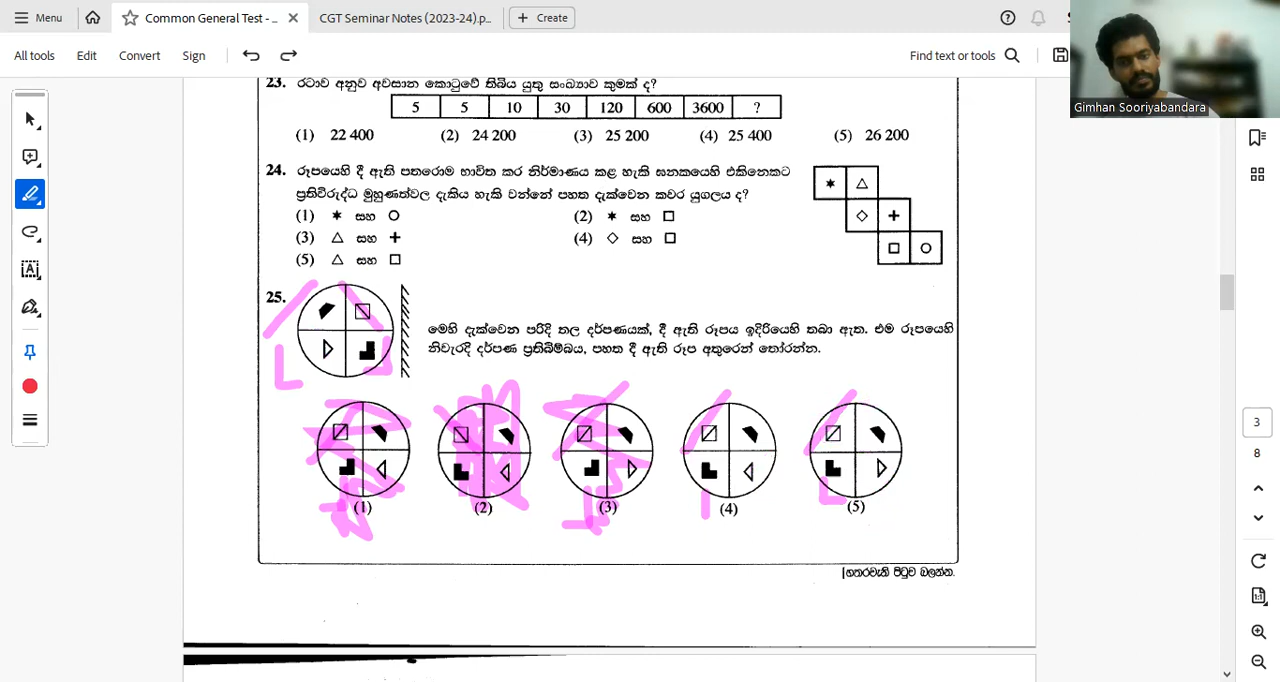 Menu
Common General Test - ...
CGT Seminar Notes (2023-24).p...
Create
All tools
Edit
Convert
Sign
Find text or tools
Gimhan Sooriyabandara
23. රටාව අනුව අවසාන කොටුවේ තිබිය යුතු සංඛ්‍යාව කුමක් ද?
5 5 10 30 120 600 3600 ?
(1) 22 400 (2) 24 200 (3) 25 200 (4) 25 400 (5) 26 200
24. රූපයෙහි දී ඇති පතරොම භාවිත කර නිර්මාණය කළ හැකි ඝනකයෙහි එකිනෙකට
ප්‍රතිවිරුද්ධ මුහුණත්වල දැකිය හැකි වන්නේ පහත දැක්වෙන කවර යුගලය ද?
(1) ✶ සහ ○ (2) ✶ සහ □
(3) △ සහ + (4) ◇ සහ □
(5) △ සහ □
25.
මෙහි දැක්වෙන පරිදි තල දර්පණයක්, දී ඇති රූපය ඉදිරියෙහි තබා ඇත. එම රූපයෙහි
නිවැරදි දර්පණ ප්‍රතිබිම්බය, පහත දී ඇති රූප අතුරෙන් තෝරන්න.
(1) (2) (3) (4) (5)
[හතරවැනි පිටුව බලන්න.
3
8
1:1